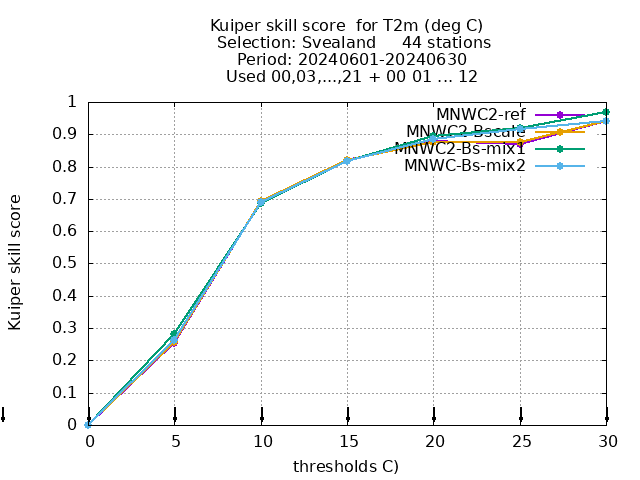 Kuiper skill score  for T2m (deg C)
Selection: Svealand     44 stations
Period: 20240601-20240630
Used 00,03,...,21 + 00 01 ... 12
1
0.9
0.8
0.7
0.6
0.5
0.4
0.3
0.2
0.1
0
Kuiper skill score
MNWC2-ref
MNWC2-Bscale
MNWC2-Bs-mix1
MNWC-Bs-mix2
0 5 10 15 20 25 30
thresholds C)